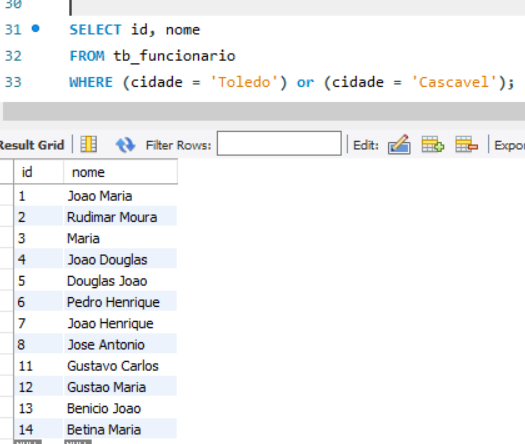 30
31 SELECT id, nome
32 FROM tb_funcionario
33 WHERE (cidade = 'Toledo') or (cidade = 'Cascavel');
Result Grid Filter Rows: Edit: Expor
id nome
1 Joao Maria
2 Rudimar Moura
3 Maria
4 Joao Douglas
5 Douglas Joao
6 Pedro Henrique
7 Joao Henrique
8 Jose Antonio
11 Gustavo Carlos
12 Gustao Maria
13 Benicio Joao
14 Betina Maria
NULL NULL